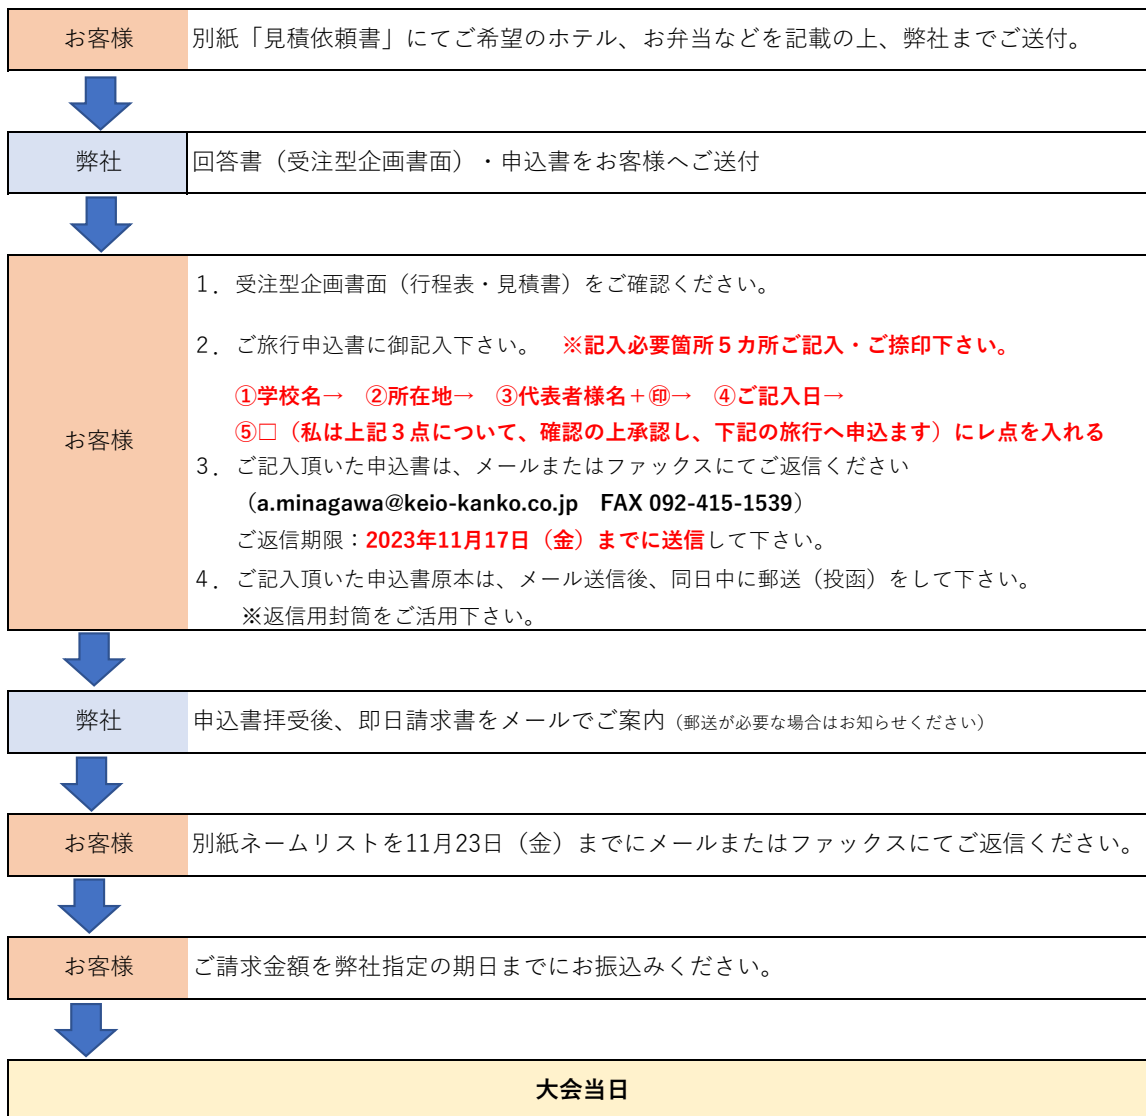 お客様 別紙「見積依頼書」にてご希望のホテル、お弁当などを記載の上、弊社までご送付。
弊社 回答書（受注型企画書面）・申込書をお客様へご送付
お客様
１．受注型企画書面（行程表・見積書）をご確認ください。
２．ご旅行申込書に御記入下さい。　※記入必要箇所５カ所ご記入・ご捺印下さい。
①学校名→　②所在地→　③代表者様名＋㊞→　④ご記入日→
⑤□（私は上記３点について、確認の上承認し、下記の旅行へ申込ます）にレ点を入れる
３．ご記入頂いた申込書は、メールまたはファックスにてご返信ください
（a.minagawa@keio-kanko.co.jp　FAX 092-415-1539）
ご返信期限：2023年11月17日（金）までに送信して下さい。
４．ご記入頂いた申込書原本は、メール送信後、同日中に郵送（投函）をして下さい。
※返信用封筒をご活用下さい。
弊社 申込書拝受後、即日請求書をメールでご案内（郵送が必要な場合はお知らせください）
お客様 別紙ネームリストを11月23日（金）までにメールまたはファックスにてご返信ください。
お客様 ご請求金額を弊社指定の期日までにお振込みください。
大会当日